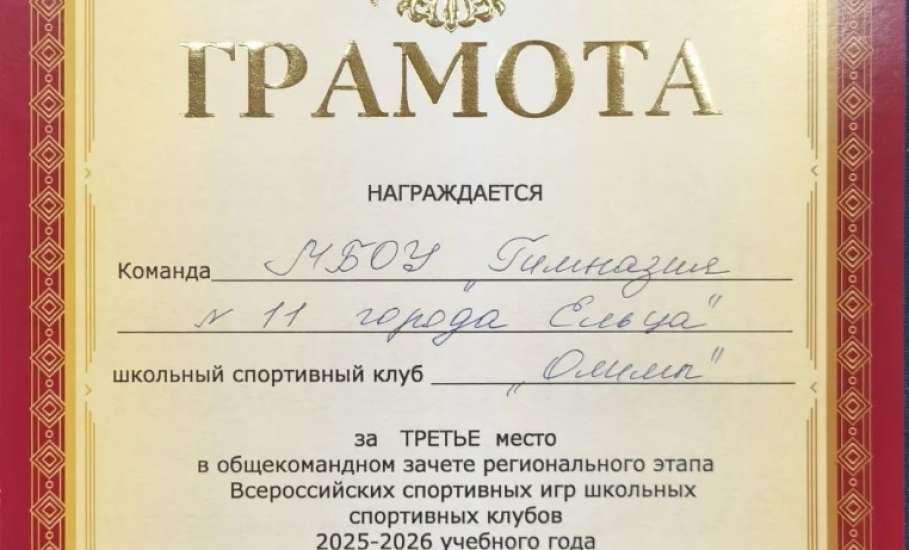 ГРАМОТА
НАГРАЖДАЕТСЯ
Команда МБОУ "Гимназия
№ 11 города Ельца"
школьный спортивный клуб "Олимп"
за ТРЕТЬЕ место
в общекомандном зачете регионального этапа
Всероссийских спортивных игр школьных
спортивных клубов
2025-2026 учебного года